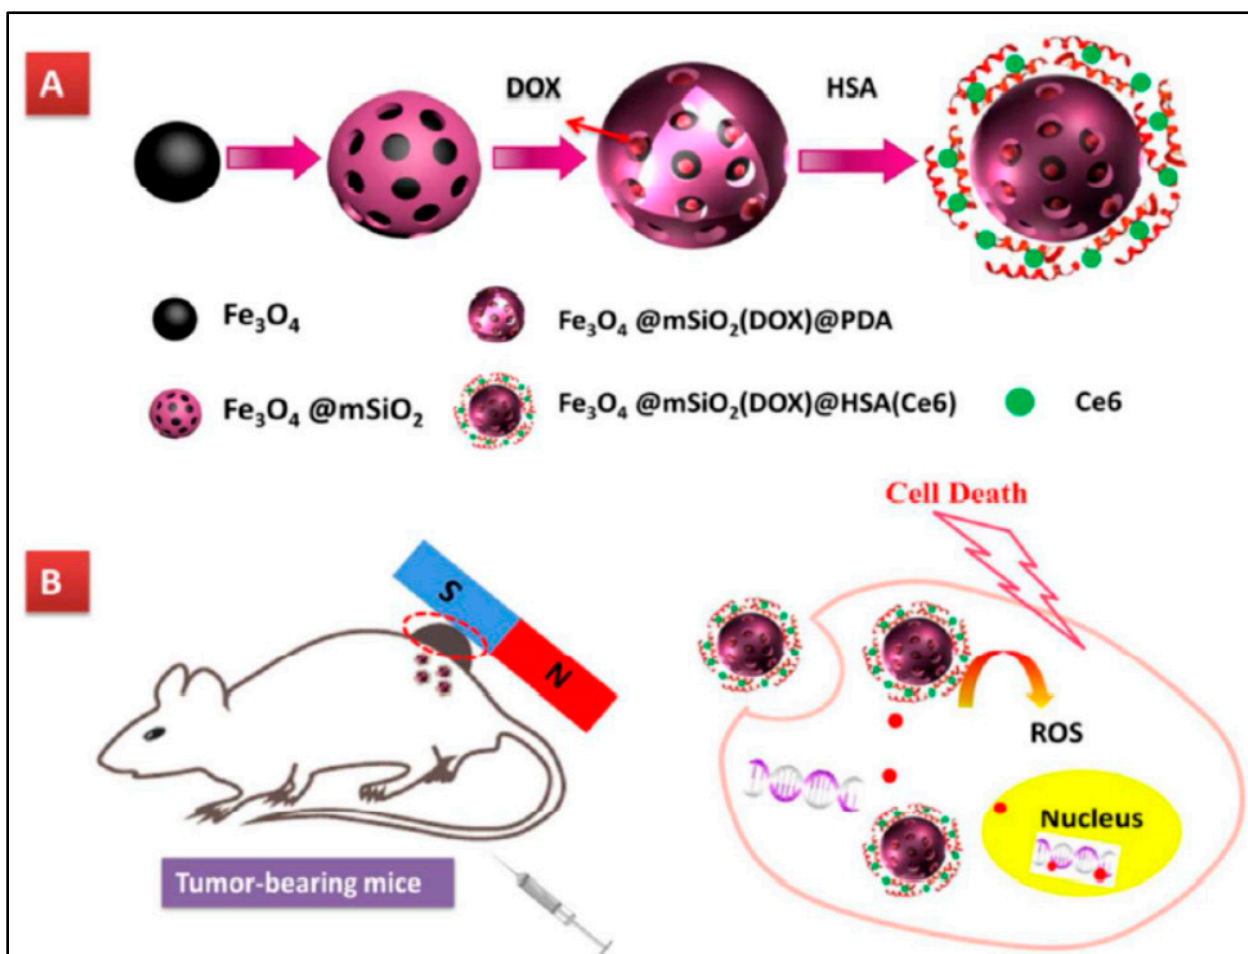 A
DOX
HSA
Fe₃O₄
Fe₃O₄ @mSiO₂(DOX)@PDA
Fe₃O₄ @mSiO₂
Fe₃O₄ @mSiO₂(DOX)@HSA(Ce6)
Ce6
Cell Death
B
S
N
ROS
Nucleus
Tumor-bearing mice